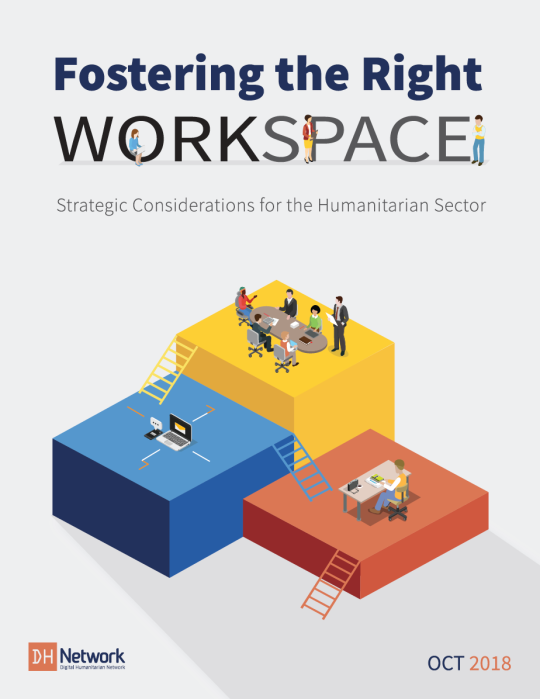 Fostering the Right
WORKSPACE
Strategic Considerations for the Humanitarian Sector
DH Network
Digital Humanitarian Network
OCT 2018